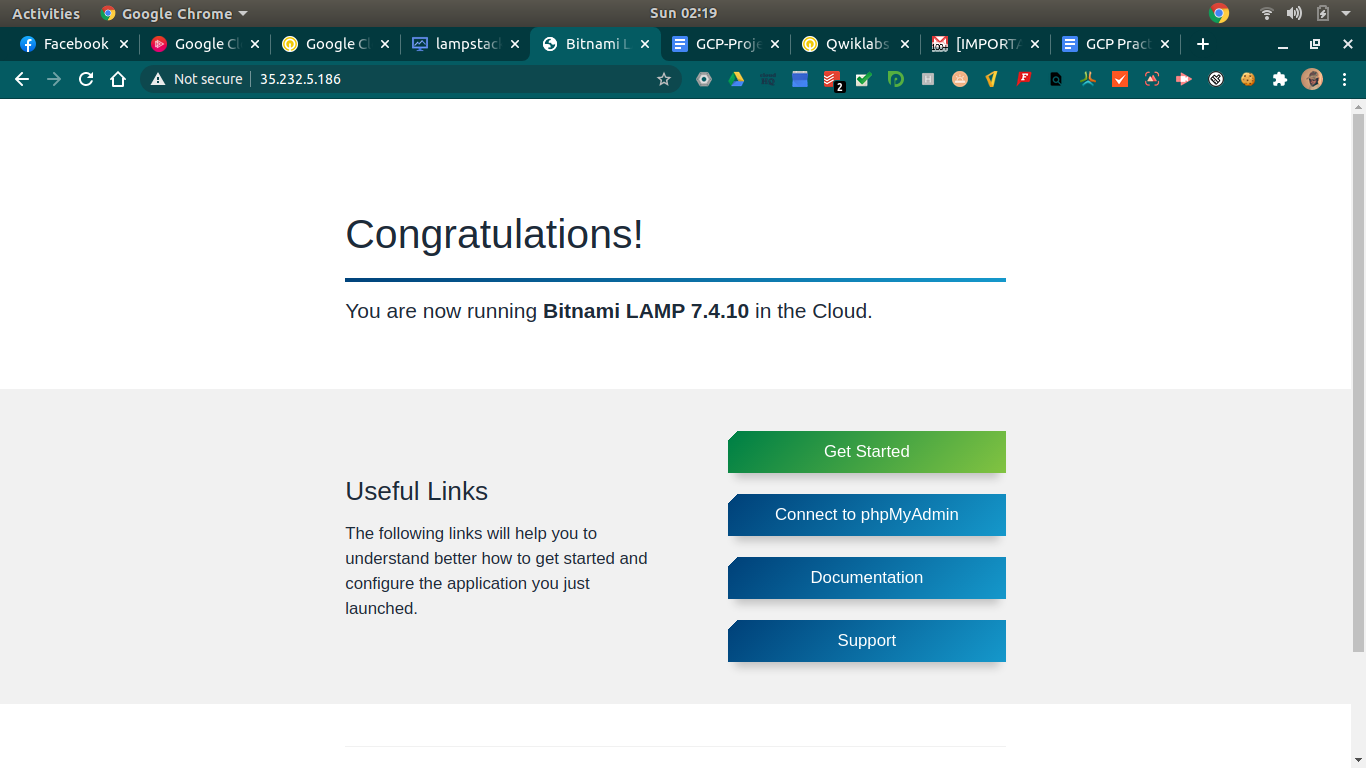 Activities
Google Chrome
Sun 02:19
Facebook
Google Cl
Google Cl
lampstac
Bitnami L
GCP-Proje
Qwiklabs
[IMPORTA
GCP Pract
Not secure
35.232.5.186
2
Congratulations!
You are now running Bitnami LAMP 7.4.10 in the Cloud.
Useful Links
The following links will help you to
understand better how to get started and
configure the application you just
launched.
Get Started
Connect to phpMyAdmin
Documentation
Support